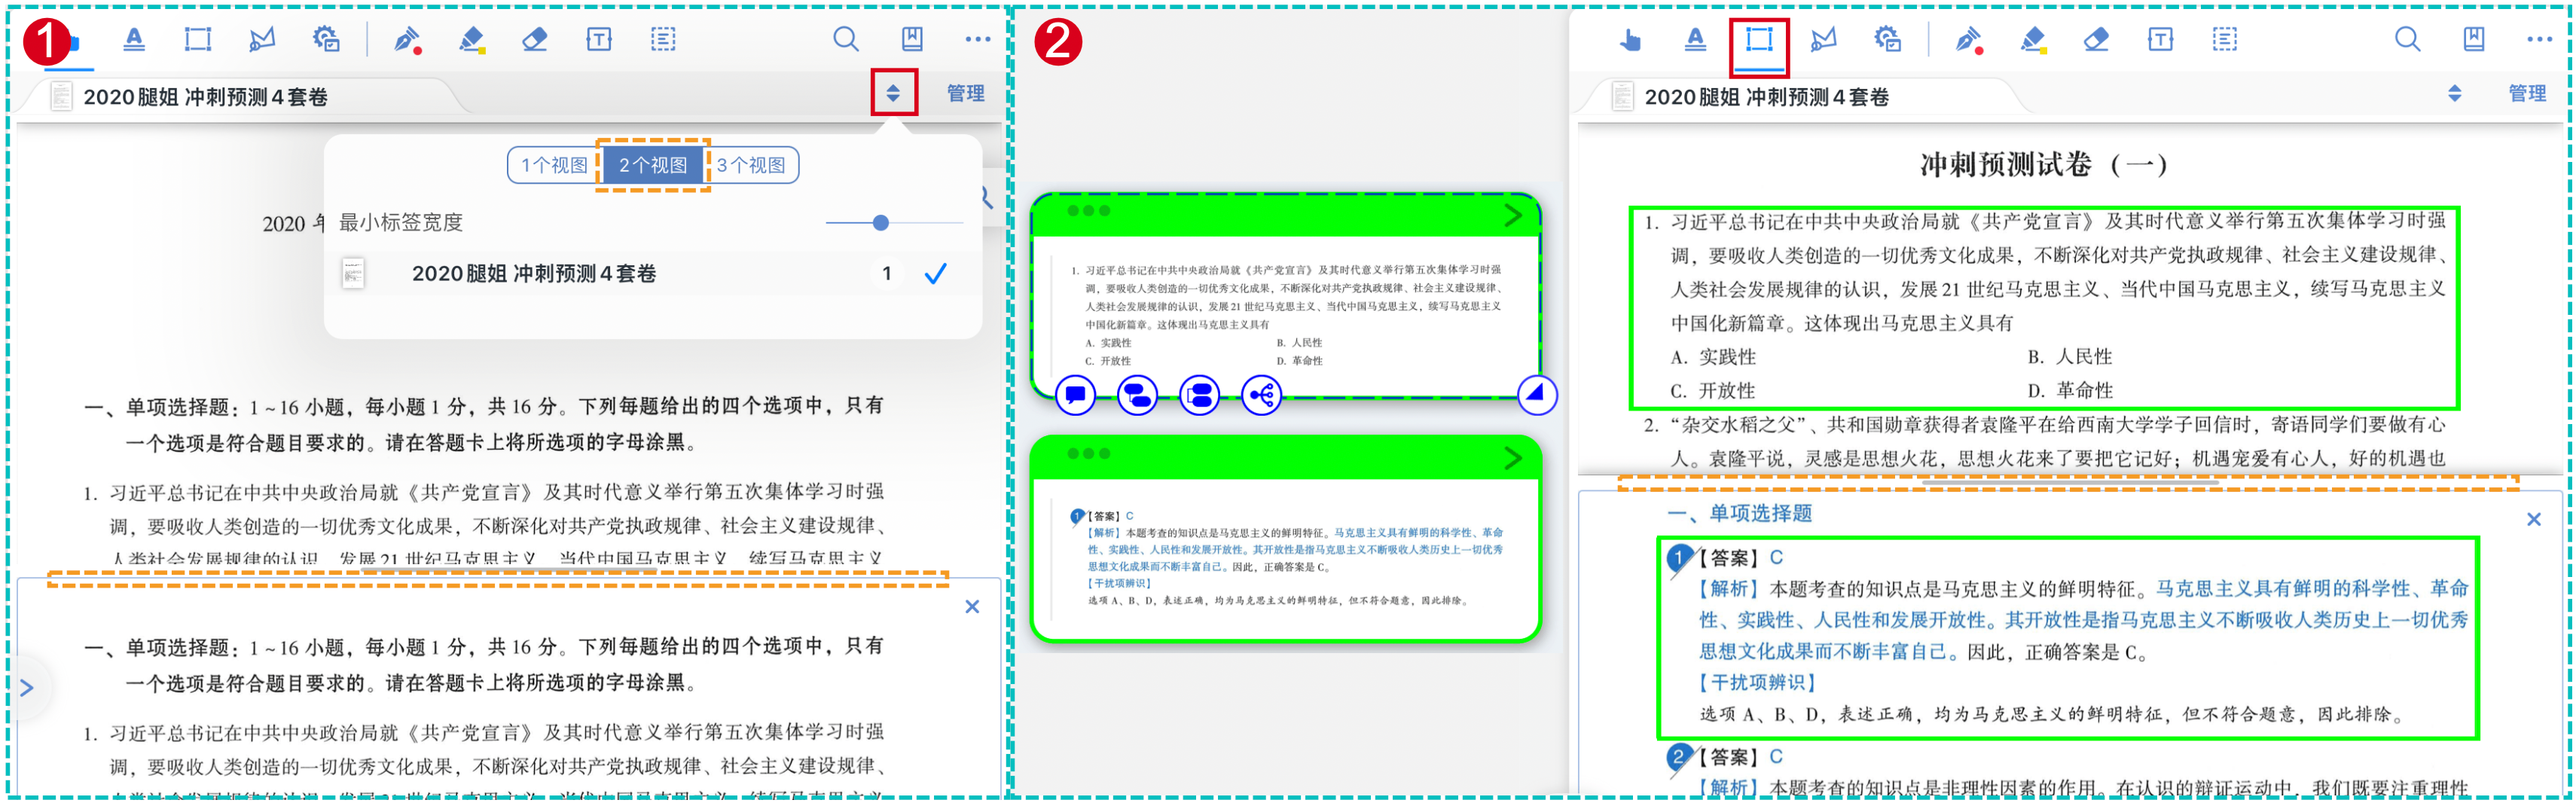 1
2020腿姐 冲刺预测4套卷
管理
1个视图
2个视图
3个视图
最小标签宽度
2020腿姐 冲刺预测4套卷
1
2020 年
一、单项选择题：1～16 小题，每小题 1 分，共 16 分。下列每题给出的四个选项中，只有
一个选项是符合题目要求的。请在答题卡上将所选项的字母涂黑。
1. 习近平总书记在中共中央政治局就《共产党宣言》及其时代意义举行第五次集体学习时强
调，要吸收人类创造的一切优秀文化成果，不断深化对共产党执政规律、社会主义建设规律、
人类社会发展规律的认识，发展 21 世纪马克思主义、当代中国马克思主义，续写马克思主义
一、单项选择题：1～16 小题，每小题 1 分，共 16 分。下列每题给出的四个选项中，只有
一个选项是符合题目要求的。请在答题卡上将所选项的字母涂黑。
1. 习近平总书记在中共中央政治局就《共产党宣言》及其时代意义举行第五次集体学习时强
调，要吸收人类创造的一切优秀文化成果，不断深化对共产党执政规律、社会主义建设规律、
2
1. 习近平总书记在中共中央政治局就《共产党宣言》及其时代意义举行第五次集体学习时强
调，要吸收人类创造的一切优秀文化成果，不断深化对共产党执政规律、社会主义建设规律、
人类社会发展规律的认识，发展 21 世纪马克思主义、当代中国马克思主义，续写马克思主义
中国化新篇章。这体现出马克思主义具有
A. 实践性 B. 人民性
C. 开放性 D. 革命性
1【答案】C
【解析】本题考查的知识点是马克思主义的鲜明特征。马克思主义具有鲜明的科学性、革命
性、实践性、人民性和发展开放性。其开放性是指马克思主义不断吸收人类历史上一切优秀
思想文化成果而不断丰富自己。因此，正确答案是 C。
【干扰项辨识】
选项 A、B、D，表述正确，均为马克思主义的鲜明特征，但不符合题意，因此排除。
2020腿姐 冲刺预测4套卷
管理
冲刺预测试卷（一）
1. 习近平总书记在中共中央政治局就《共产党宣言》及其时代意义举行第五次集体学习时强
调，要吸收人类创造的一切优秀文化成果，不断深化对共产党执政规律、社会主义建设规律、
人类社会发展规律的认识，发展 21 世纪马克思主义、当代中国马克思主义，续写马克思主义
中国化新篇章。这体现出马克思主义具有
A. 实践性 B. 人民性
C. 开放性 D. 革命性
2. “杂交水稻之父”、共和国勋章获得者袁隆平在给西南大学学子回信时，寄语同学们要做有心
人。袁隆平说，灵感是思想火花，思想火花来了要把它记好；机遇宠爱有心人，好的机遇也
一、单项选择题
1【答案】C
【解析】本题考查的知识点是马克思主义的鲜明特征。马克思主义具有鲜明的科学性、革命
性、实践性、人民性和发展开放性。其开放性是指马克思主义不断吸收人类历史上一切优秀
思想文化成果而不断丰富自己。因此，正确答案是 C。
【干扰项辨识】
选项 A、B、D，表述正确，均为马克思主义的鲜明特征，但不符合题意，因此排除。
2【答案】C
【解析】本题考查的知识点是非理性因素的作用。在认识的辩证运动中，我们既要注重理性